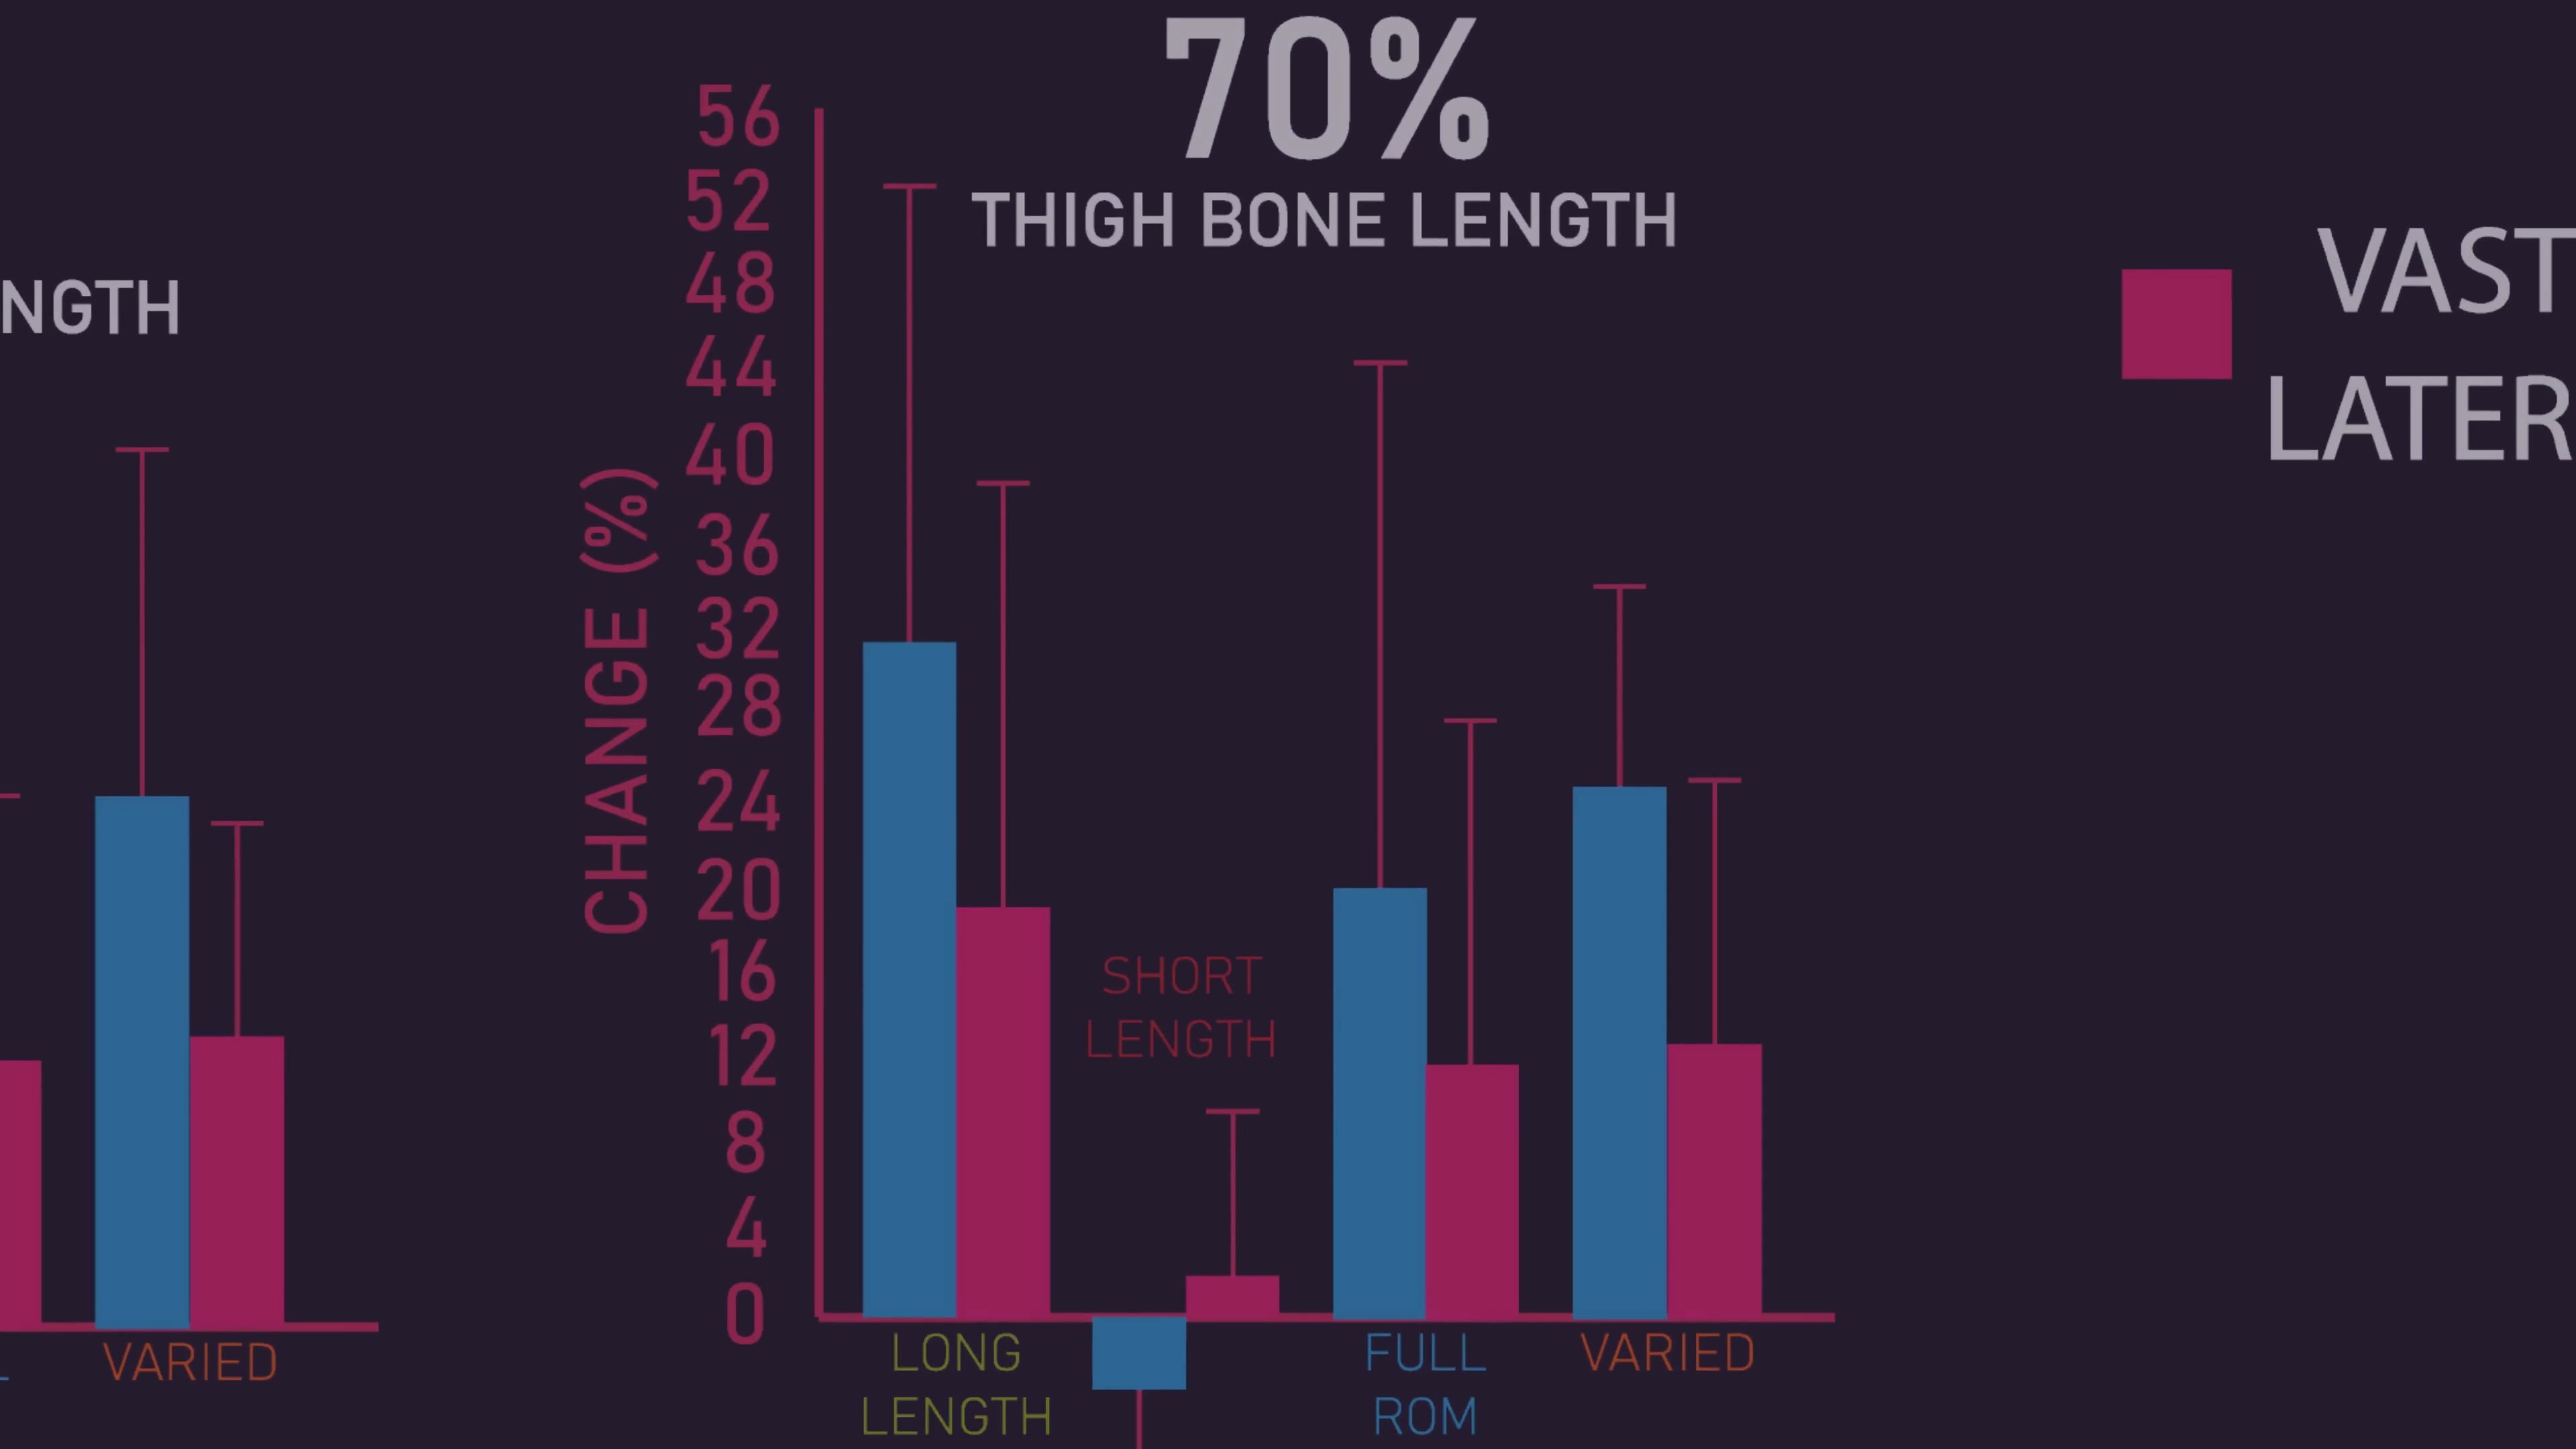 70%
THIGH BONE LENGTH
NGTH
VAST
LATER
56
52
48
44
40
36
32
28
24
20
16
12
8
4
0
CHANGE (%)
SHORT
LENGTH
VARIED
LONG
LENGTH
FULL
ROM
VARIED